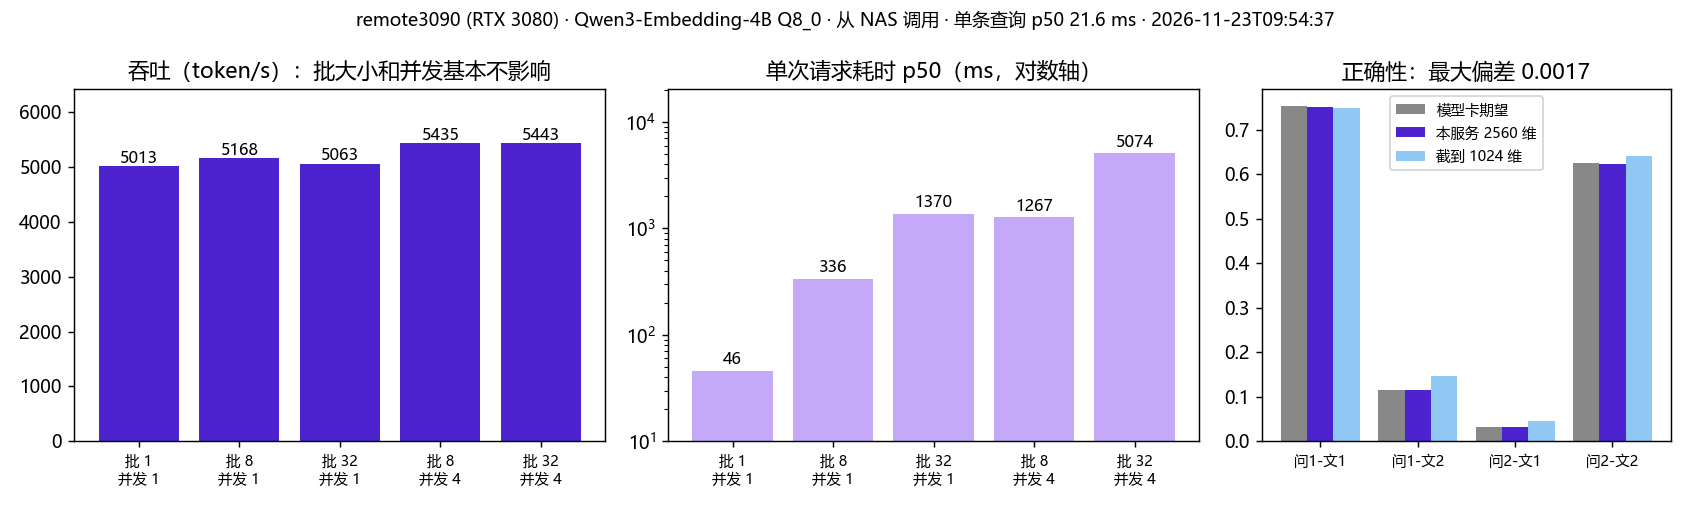 remote3090 (RTX 3080) · Qwen3-Embedding-4B Q8_0 · 从 NAS 调用 · 单条查询 p50 21.6 ms · 2026-11-23T09:54:37
吞吐（token/s）：批大小和并发基本不影响
6000
5000
4000
3000
2000
1000
0
5013
5168
5063
5435
5443
批 1
并发 1
批 8
并发 1
批 32
并发 1
批 8
并发 4
批 32
并发 4
单次请求耗时 p50（ms，对数轴）
10⁴
10³
10²
10¹
46
336
1370
1267
5074
批 1
并发 1
批 8
并发 1
批 32
并发 1
批 8
并发 4
批 32
并发 4
正确性：最大偏差 0.0017
模型卡期望
本服务 2560 维
截到 1024 维
0.7
0.6
0.5
0.4
0.3
0.2
0.1
0.0
问1-文1
问1-文2
问2-文1
问2-文2